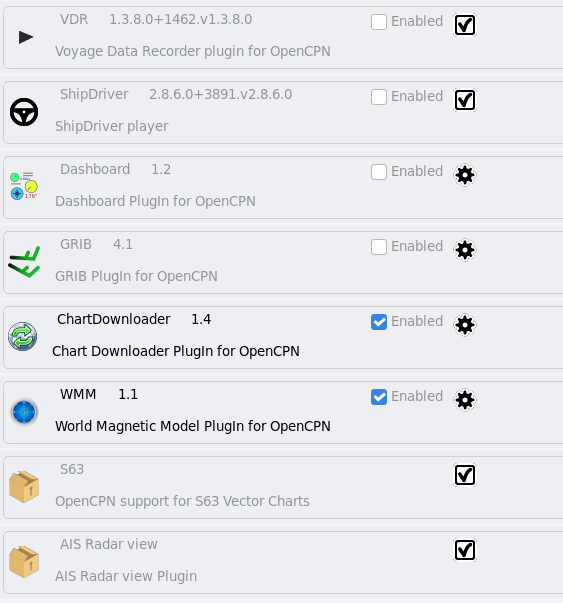 VDR 1.3.8.0+1462.v1.3.8.0 Enabled
Voyage Data Recorder plugin for OpenCPN
ShipDriver 2.8.6.0+3891.v2.8.6.0 Enabled
ShipDriver player
Dashboard 1.2 Enabled
176°
Dashboard PlugIn for OpenCPN
GRIB 4.1 Enabled
GRIB PlugIn for OpenCPN
ChartDownloader 1.4 Enabled
Chart Downloader PlugIn for OpenCPN
WMM 1.1 Enabled
World Magnetic Model PlugIn for OpenCPN
S63
OpenCPN support for S63 Vector Charts
AIS Radar view
AIS Radar view Plugin